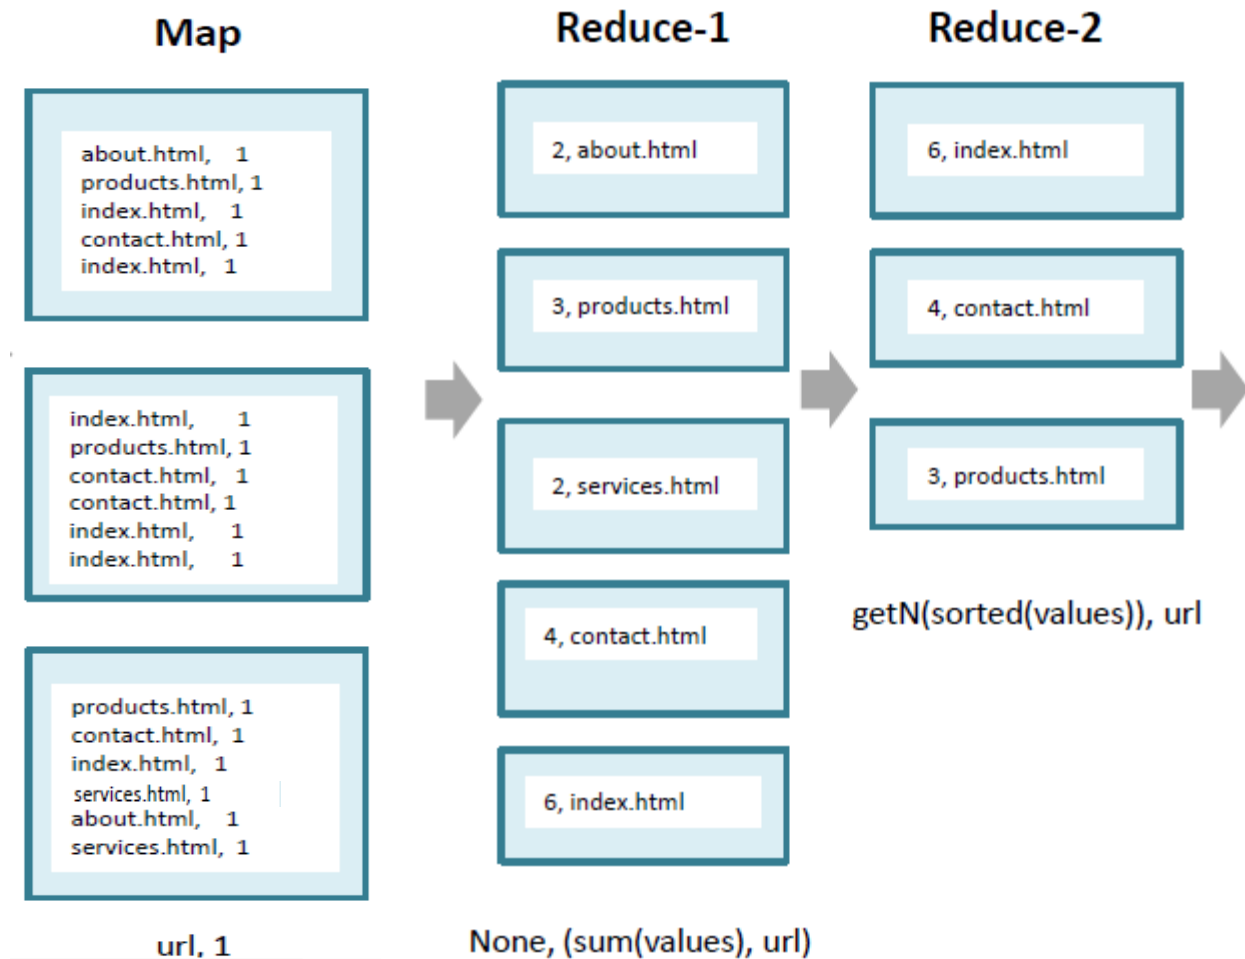 Map
about.html, 1
products.html, 1
index.html, 1
contact.html, 1
index.html, 1
index.html, 1
products.html, 1
contact.html, 1
contact.html, 1
index.html, 1
index.html, 1
products.html, 1
contact.html, 1
index.html, 1
services.html, 1
about.html, 1
services.html, 1
url, 1
Reduce-1
2, about.html
3, products.html
2, services.html
4, contact.html
6, index.html
None, (sum(values), url)
Reduce-2
6, index.html
4, contact.html
3, products.html
getN(sorted(values)), url